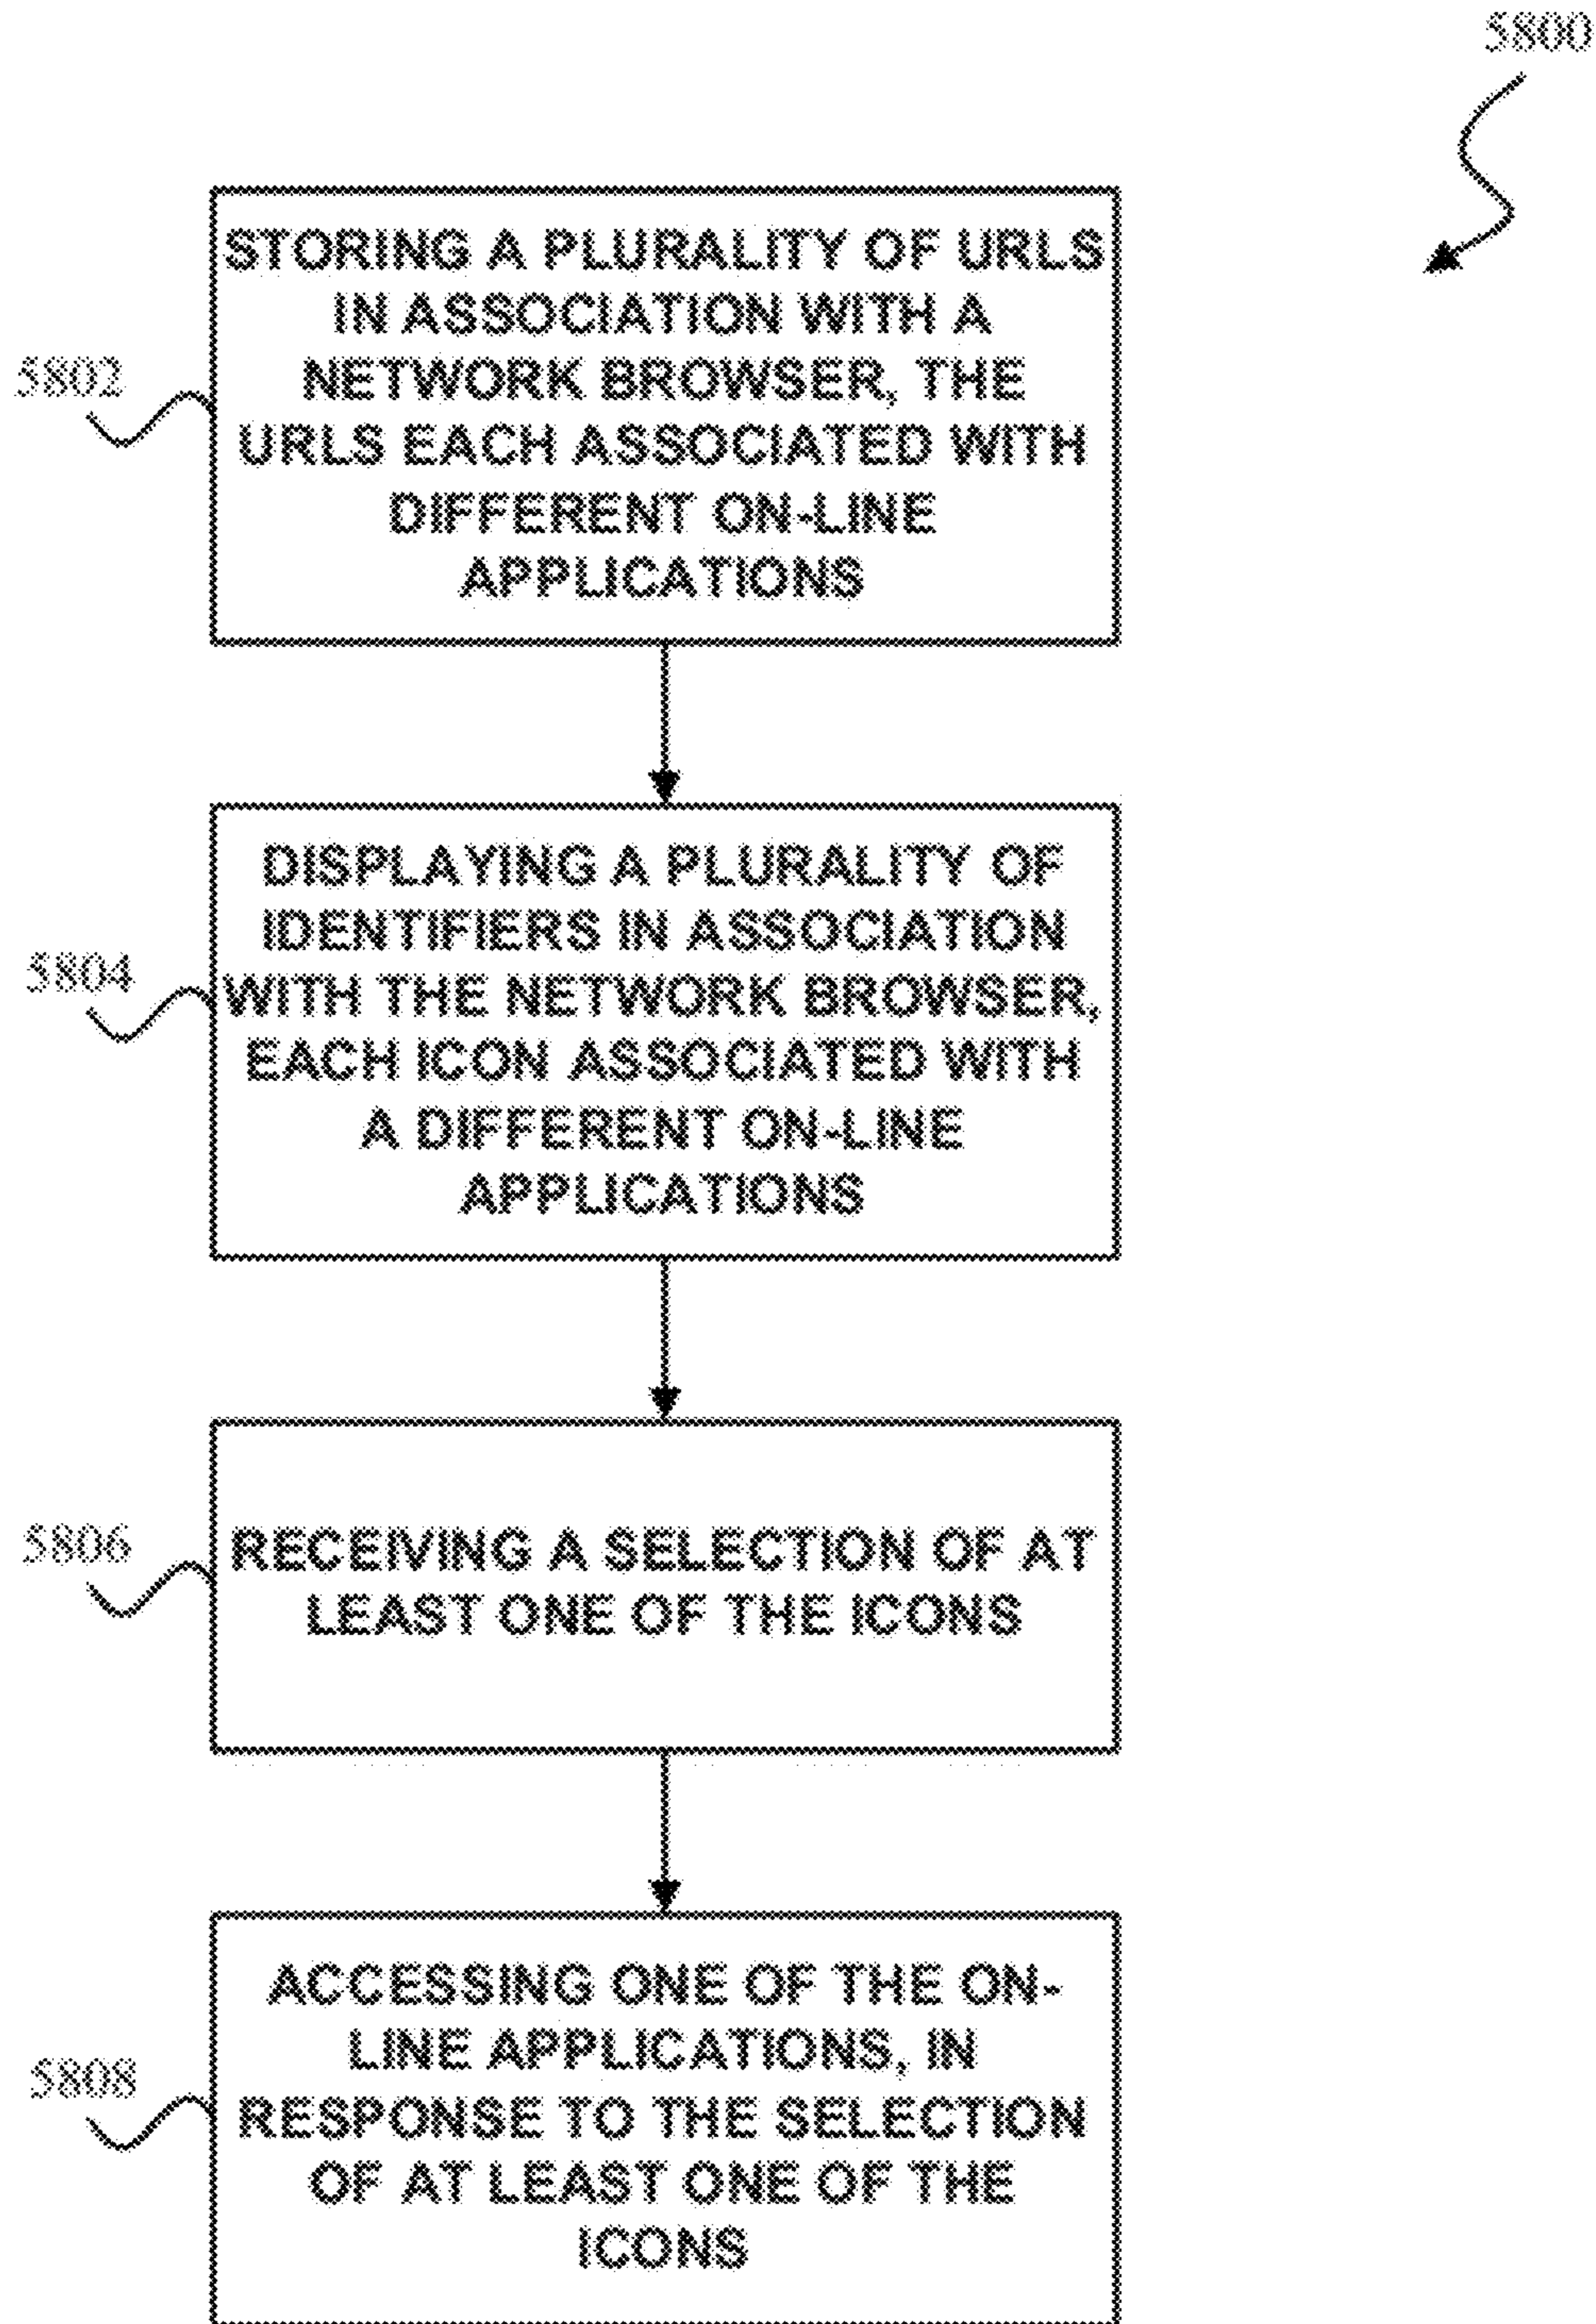 5800
5802
STORING A PLURALITY OF URLS
IN ASSOCIATION WITH A
NETWORK BROWSER, THE
URLS EACH ASSOCIATED WITH
DIFFERENT ON-LINE
APPLICATIONS
5804
DISPLAYING A PLURALITY OF
IDENTIFIERS IN ASSOCIATION
WITH THE NETWORK BROWSER,
EACH ICON ASSOCIATED WITH
A DIFFERENT ON-LINE
APPLICATIONS
5806
RECEIVING A SELECTION OF AT
LEAST ONE OF THE ICONS
5808
ACCESSING ONE OF THE ON-
LINE APPLICATIONS, IN
RESPONSE TO THE SELECTION
OF AT LEAST ONE OF THE
ICONS